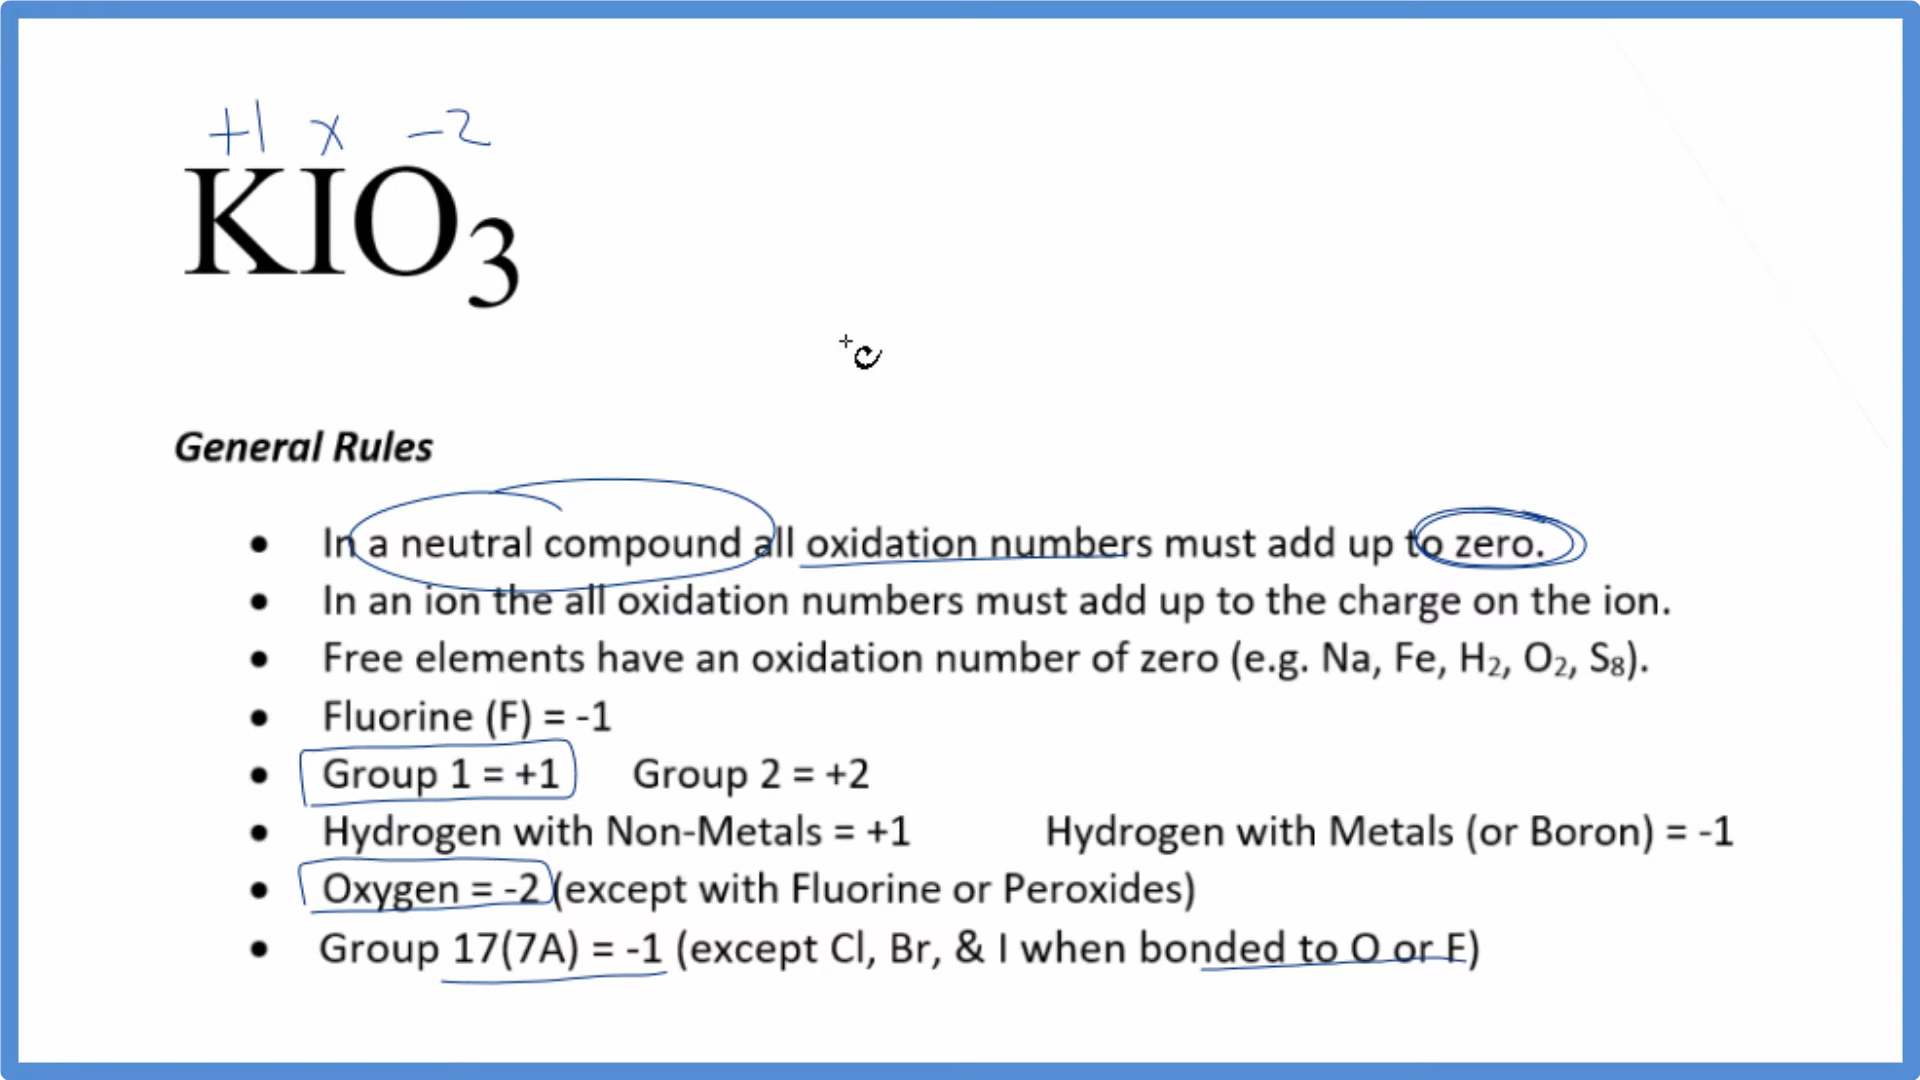 +1 x -2
KIO₃
General Rules
• In a neutral compound all oxidation numbers must add up to zero.
• In an ion the all oxidation numbers must add up to the charge on the ion.
• Free elements have an oxidation number of zero (e.g. Na, Fe, H₂, O₂, S₈).
• Fluorine (F) = -1
• Group 1 = +1 Group 2 = +2
• Hydrogen with Non-Metals = +1 Hydrogen with Metals (or Boron) = -1
• Oxygen = -2 (except with Fluorine or Peroxides)
• Group 17(7A) = -1 (except Cl, Br, & I when bonded to O or F)